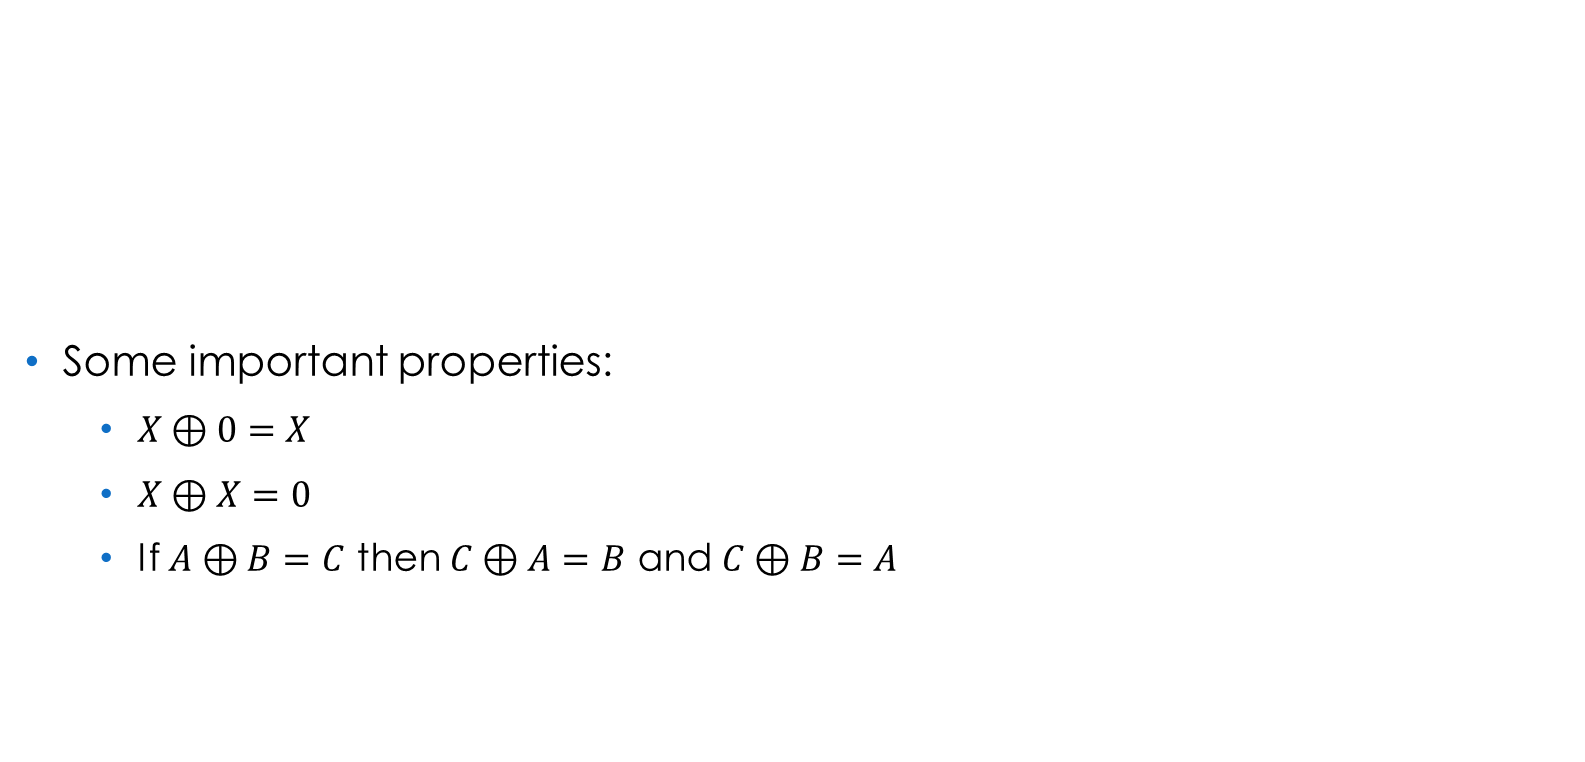 • Some important properties:
• X ⊕ 0 = X
• X ⊕ X = 0
• If A ⊕ B = C then C ⊕ A = B and C ⊕ B = A